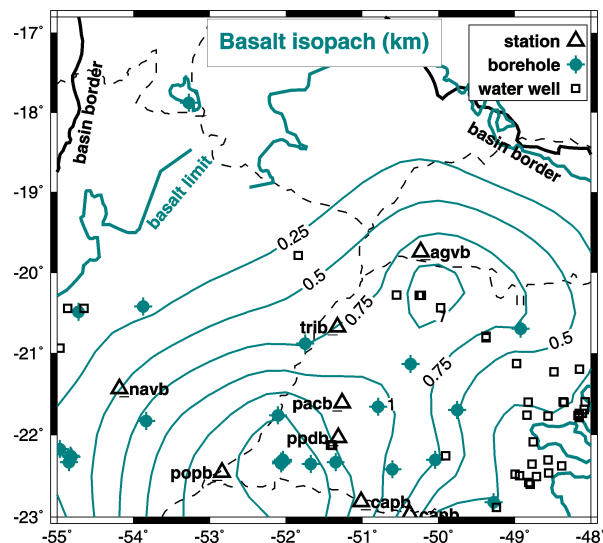 Basalt isopach (km)
station
borehole
water well
basin border
basin border
basalt limit
0.25
0.5
0.75
0.75
0.5
1
1
agvb
trib
navb
pacb
ppdb
popb
capb
canb
-17
-18
-19
-20
-21
-22
-23
-55 -54 -53 -52 -51 -50 -49 -48